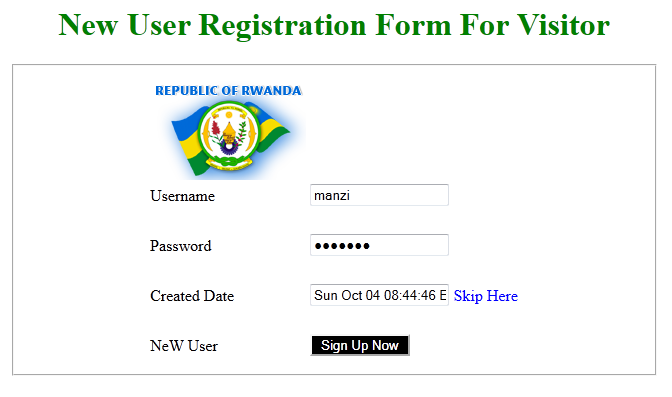 New User Registration Form For Visitor
REPUBLIC OF RWANDA
Username manzi
Password ●●●●●●●
Created Date Sun Oct 04 08:44:46 E Skip Here
NeW User Sign Up Now